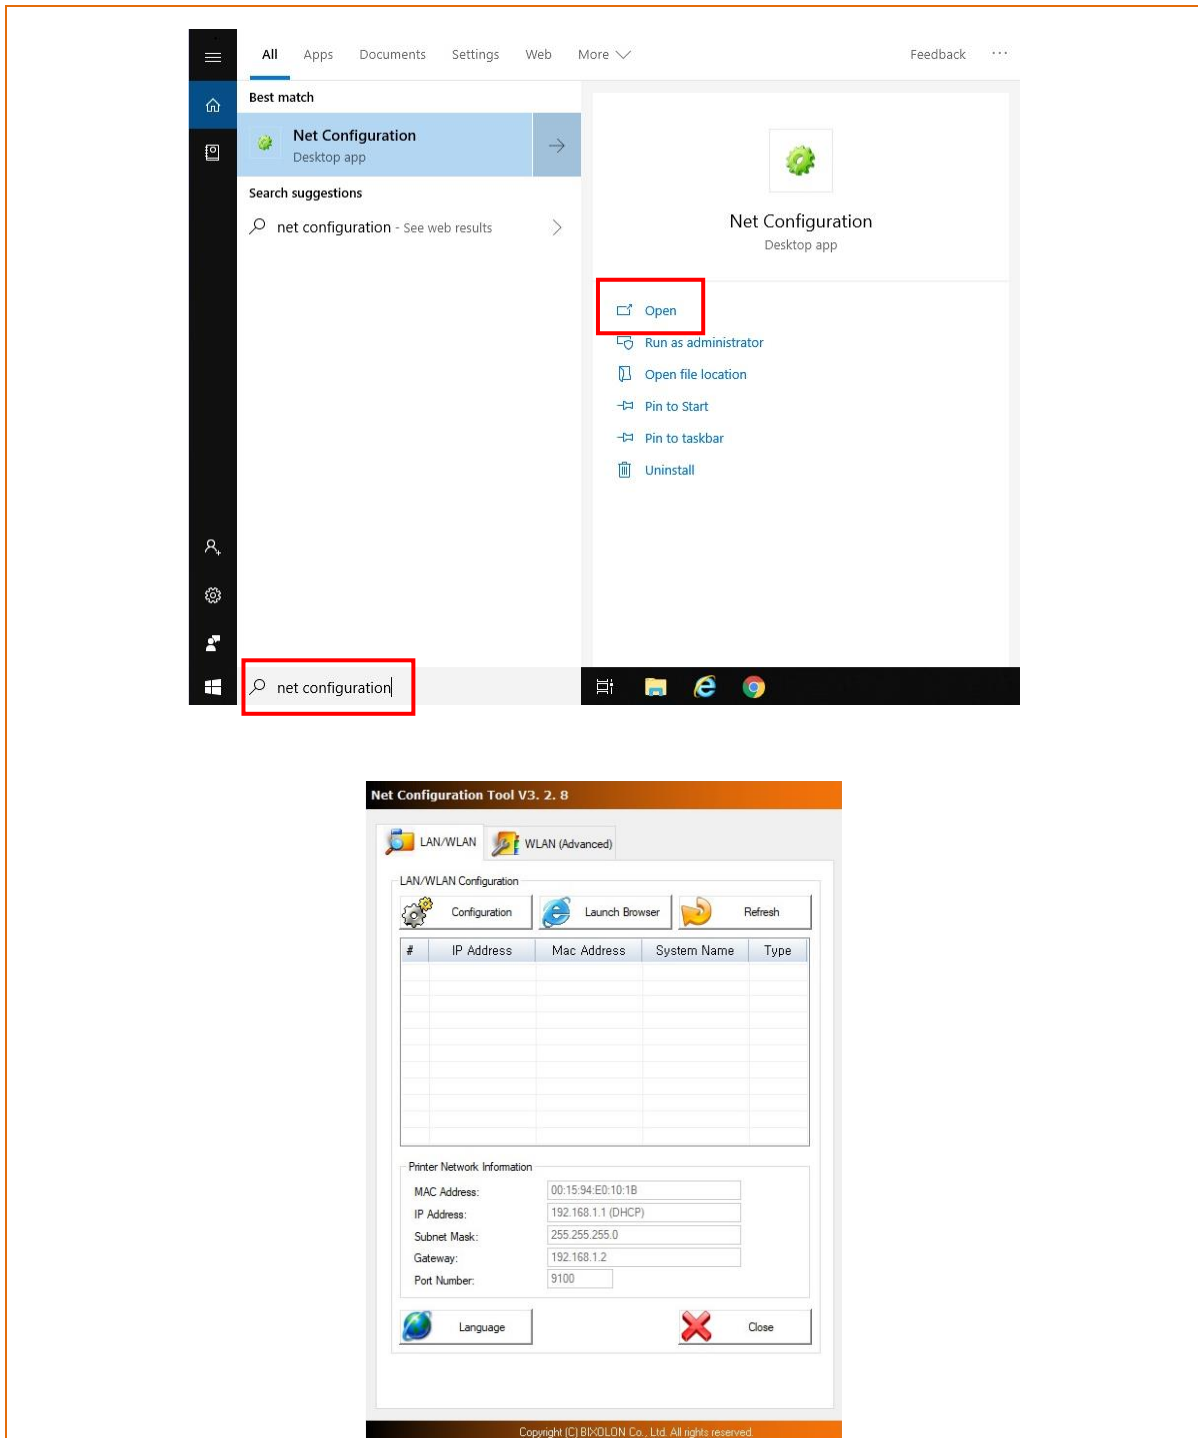 All Apps Documents Settings Web More Feedback ...
Best match
Net Configuration
Desktop app
Search suggestions
net configuration - See web results
Net Configuration
Desktop app
Open
Run as administrator
Open file location
Pin to Start
Pin to taskbar
Uninstall
net configuration
Net Configuration Tool V3. 2. 8
LAN/WLAN WLAN (Advanced)
LAN/WLAN Configuration
Configuration Launch Browser Refresh
# IP Address Mac Address System Name Type
Printer Network Information
MAC Address: 00:15:94:E0:10:1B
IP Address: 192.168.1.1 (DHCP)
Subnet Mask: 255.255.255.0
Gateway: 192.168.1.2
Port Number: 9100
Language Close
Copyright (C) BIXOLON Co., Ltd. All rights reserved.